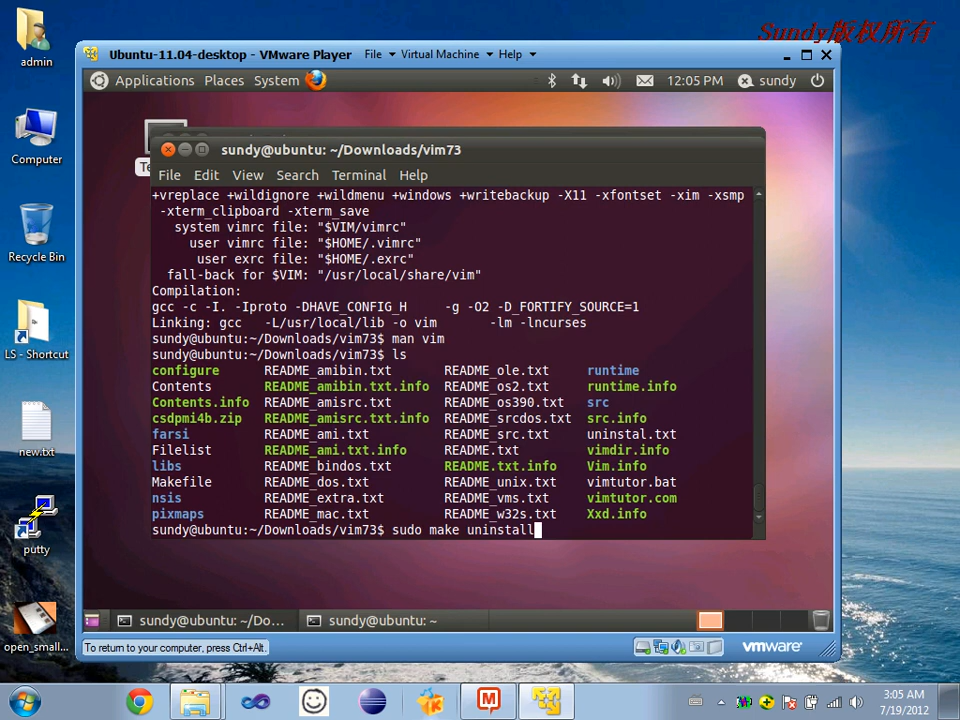 Sundy版权所有
admin
Computer
Recycle Bin
LS - Shortcut
new.txt
putty
open_small...
Ubuntu-11.04-desktop - VMware Player File Virtual Machine Help
Applications Places System 12:05 PM sundy
Te
sundy@ubuntu: ~/Downloads/vim73
File Edit View Search Terminal Help
+vreplace +wildignore +wildmenu +windows +writebackup -X11 -xfontset -xim -xsmp
-xterm_clipboard -xterm_save
system vimrc file: "$VIM/vimrc"
user vimrc file: "$HOME/.vimrc"
user exrc file: "$HOME/.exrc"
fall-back for $VIM: "/usr/local/share/vim"
Compilation:
gcc -c -I. -Iproto -DHAVE_CONFIG_H -g -O2 -D_FORTIFY_SOURCE=1
Linking: gcc -L/usr/local/lib -o vim -lm -lncurses
sundy@ubuntu:~/Downloads/vim73$ man vim
sundy@ubuntu:~/Downloads/vim73$ ls
configure README_amibin.txt README_ole.txt runtime
Contents README_amibin.txt.info README_os2.txt runtime.info
Contents.info README_amisrc.txt README_os390.txt src
csdpmi4b.zip README_amisrc.txt.info README_srcdos.txt src.info
farsi README_ami.txt README_src.txt uninstal.txt
Filelist README_ami.txt.info README.txt vimdir.info
libs README_bindos.txt README.txt.info Vim.info
Makefile README_dos.txt README_unix.txt vimtutor.bat
nsis README_extra.txt README_vms.txt vimtutor.com
pixmaps README_mac.txt README_w32s.txt Xxd.info
sundy@ubuntu:~/Downloads/vim73$ sudo make uninstall
sundy@ubuntu: ~/Do... sundy@ubuntu: ~
To return to your computer, press Ctrl+Alt.
vmware
3:05 AM
7/19/2012